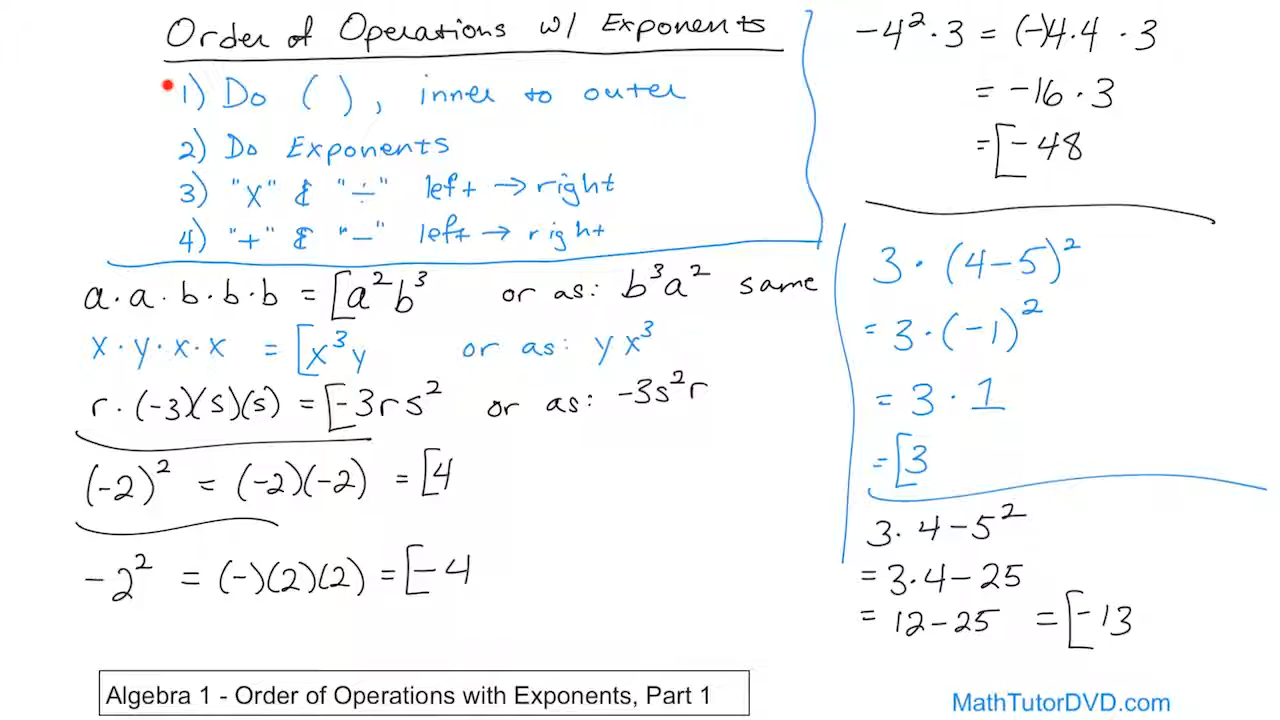 Order of Operations w/ Exponents
1) Do ( ), inner to outer
2) Do Exponents
3) "x" & "÷" left → right
4) "+" & "-" left → right
a·a·b·b·b = [a²b³ or as: b³a² same
x·y·x·x = [x³y or as: yx³
r·(-3)(s)(s) = [-3rs² or as: -3s²r
(-2)² = (-2)(-2) = [4
-2² = (-)(2)(2) = [-4
-4²·3 = (-)4·4·3
= -16·3
= [-48
3·(4-5)²
= 3·(-1)²
= 3·1
= [3
3·4-5²
= 3·4-25
= 12-25 = [-13
Algebra 1 - Order of Operations with Exponents, Part 1
MathTutorDVD.com